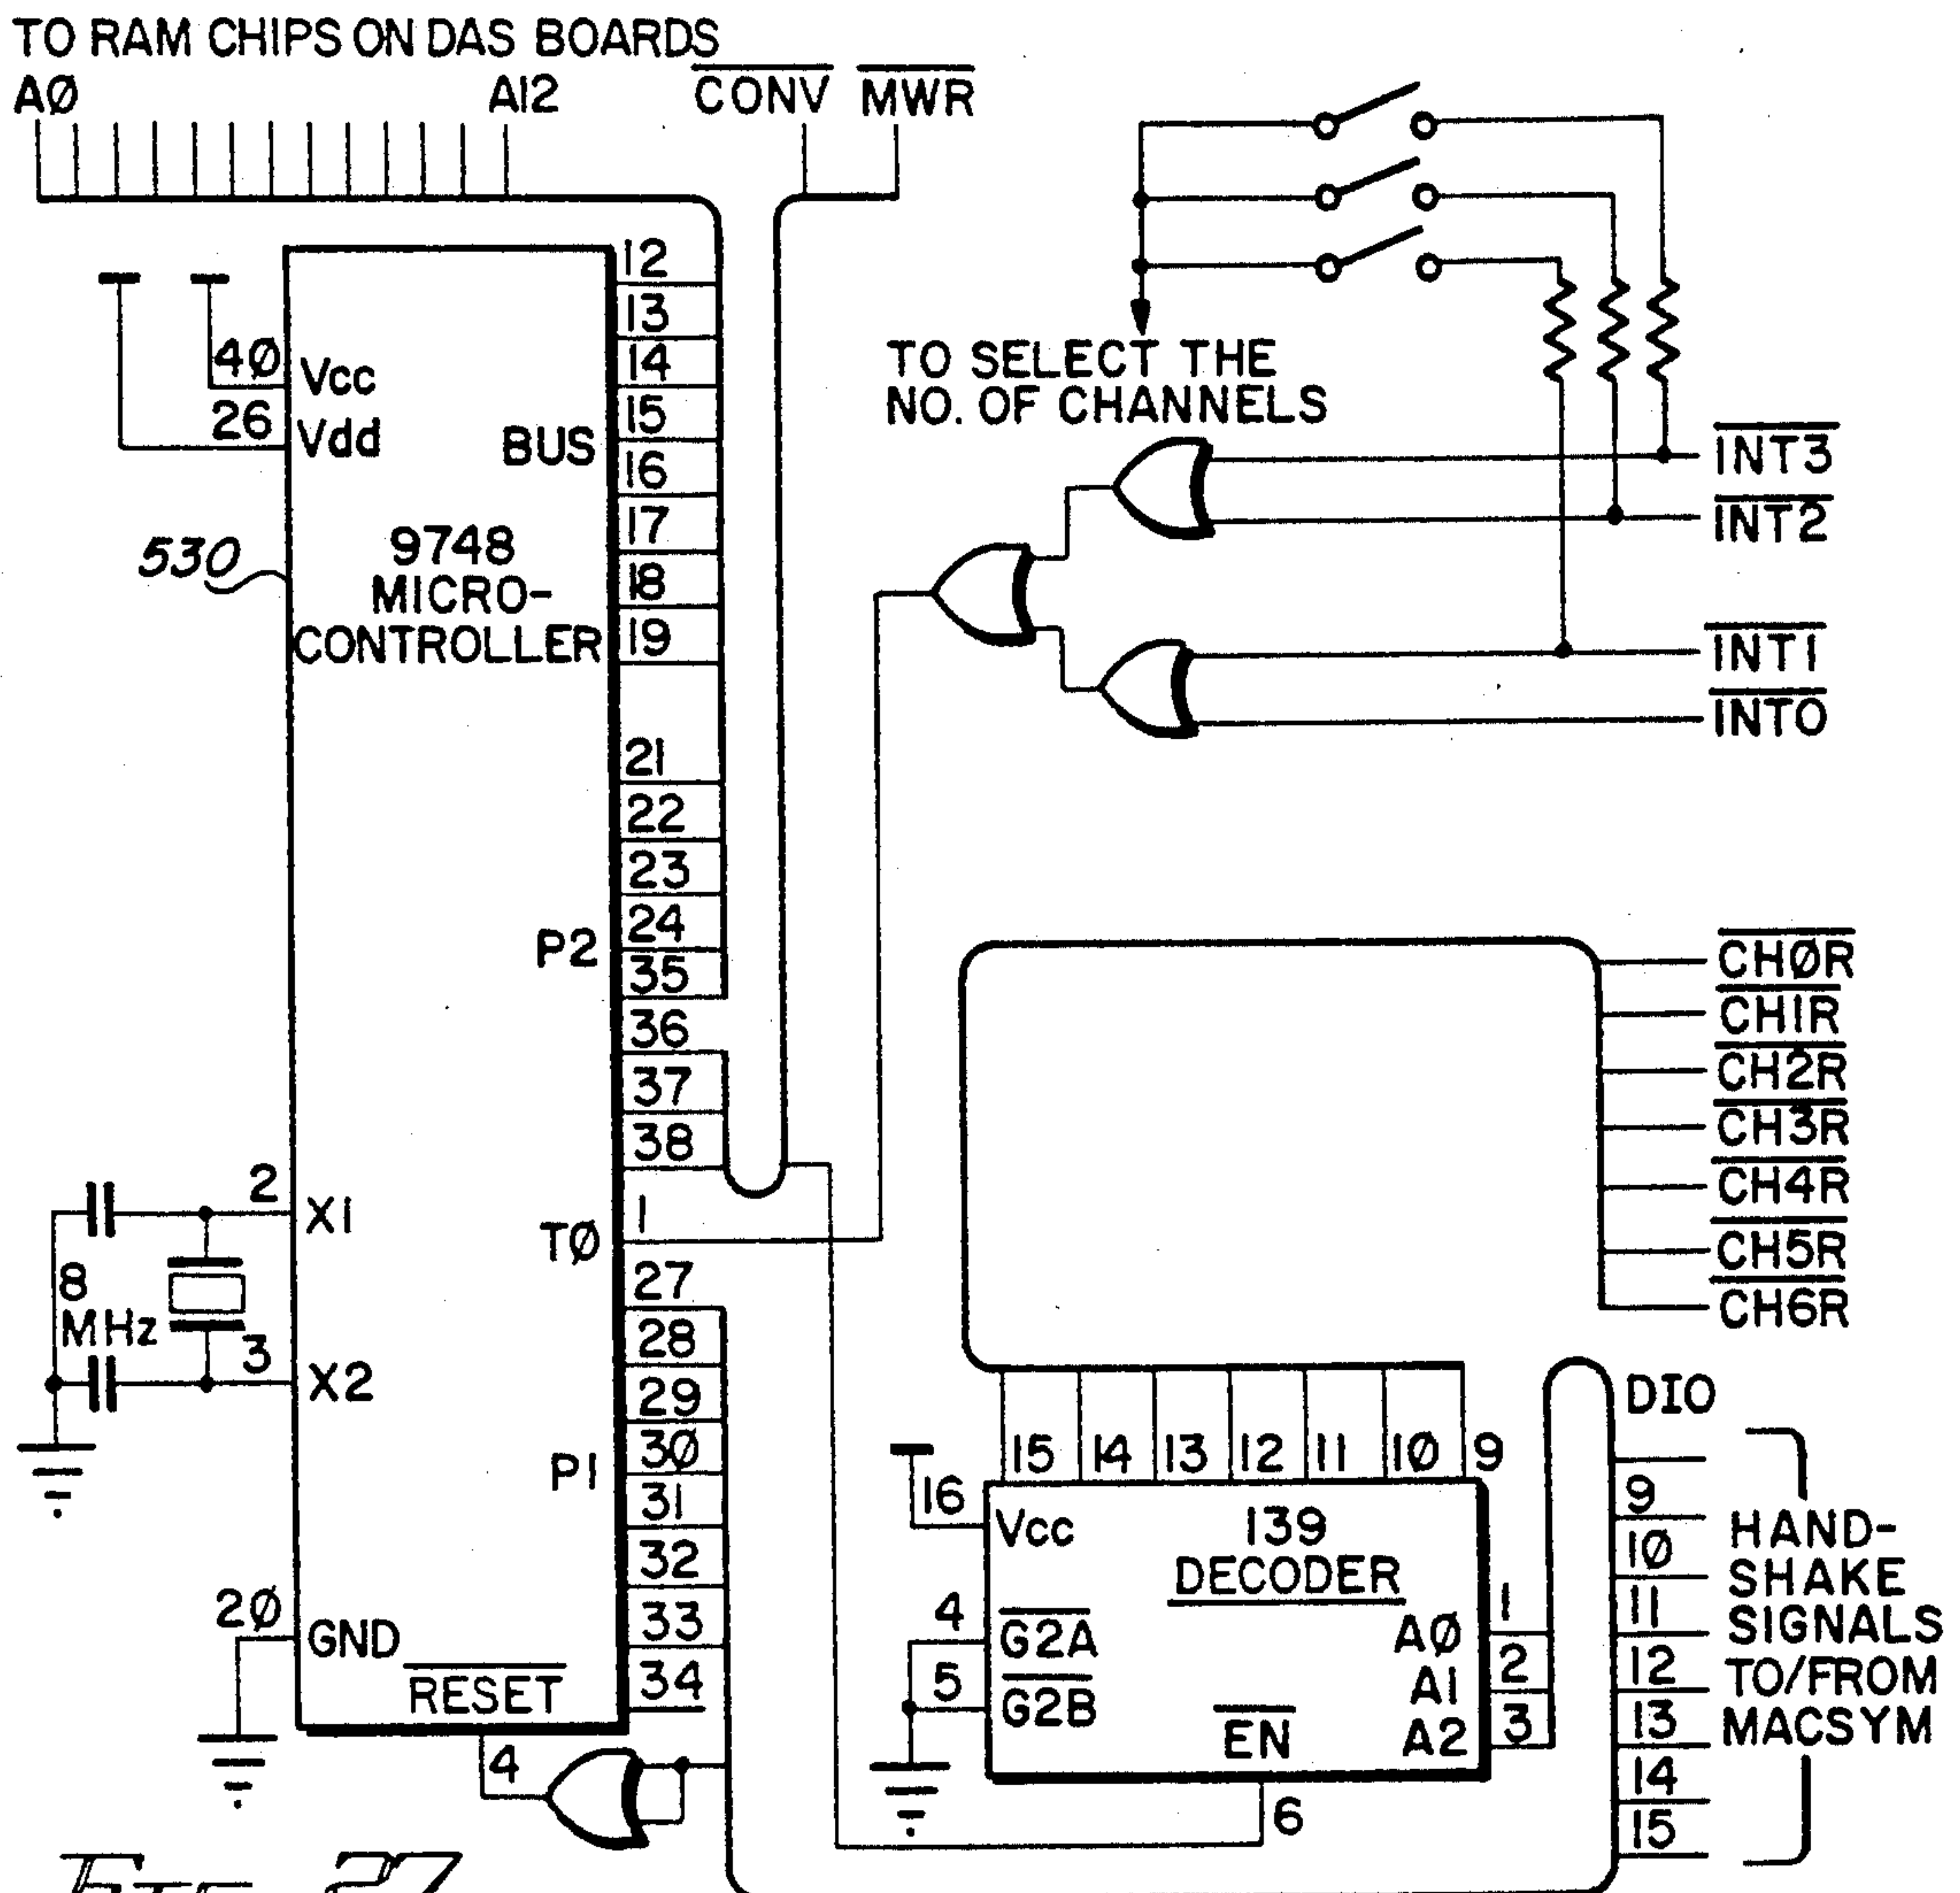 TO RAM CHIPS ON DAS BOARDS
AØ A12 CONV MWR
12
13
14
15
16
17
18
19
21
22
23
24
35
36
37
38
1
27
28
29
30
31
32
33
34
4Ø Vcc
26 Vdd
BUS
530
9748
MICRO-
CONTROLLER
P2
2 X1
TØ
8
MHz
3 X2
P1
2Ø GND
RESET
4
TO SELECT THE
NO. OF CHANNELS
INT3
INT2
INT1
INTO
CHØR
CH1R
CH2R
CH3R
CH4R
CH5R
CH6R
15 14 13 12 11 1Ø 9
16 Vcc
139
DECODER
4 G2A
5 G2B
EN
6
AØ 1
A1 2
A2 3
DIO
9
1Ø
11
12
13
14
15
HAND-
SHAKE
SIGNALS
TO/FROM
MACSYM
FIG. 27